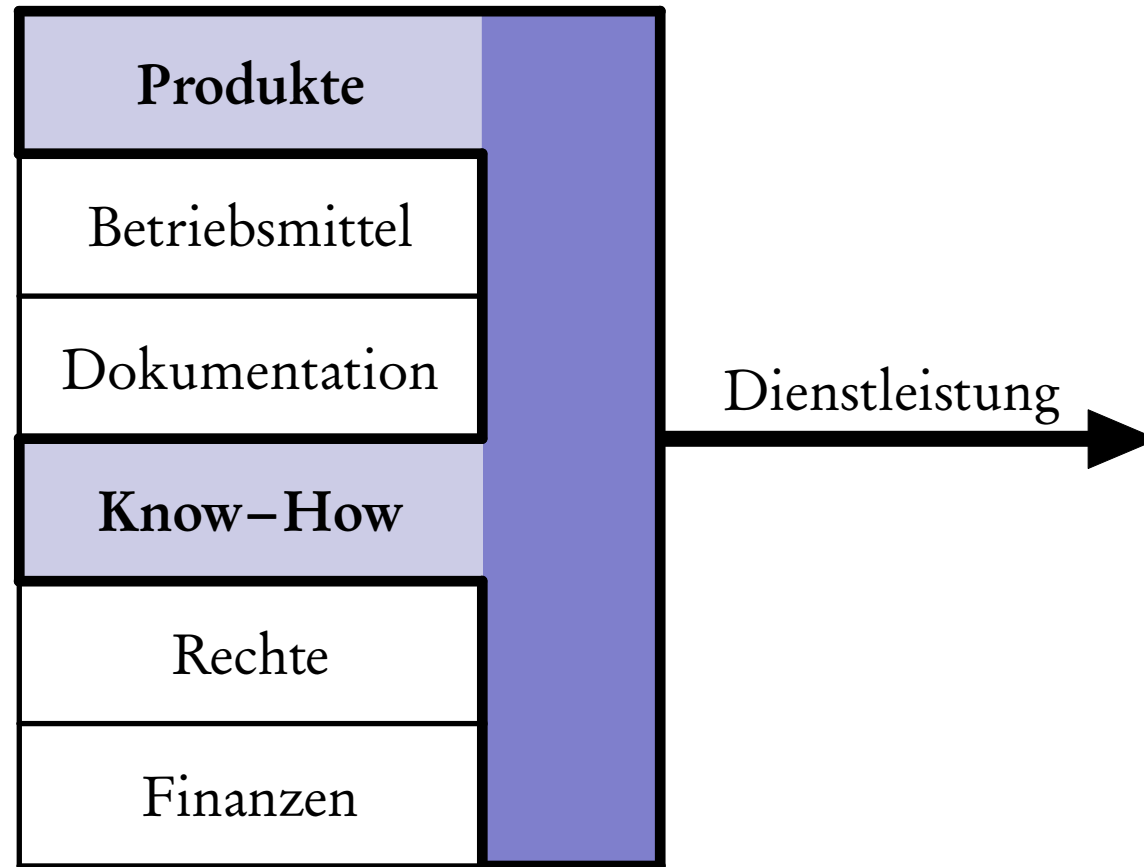 Produkte
Betriebsmittel
Dokumentation
Dienstleistung
Know–How
Rechte
Finanzen